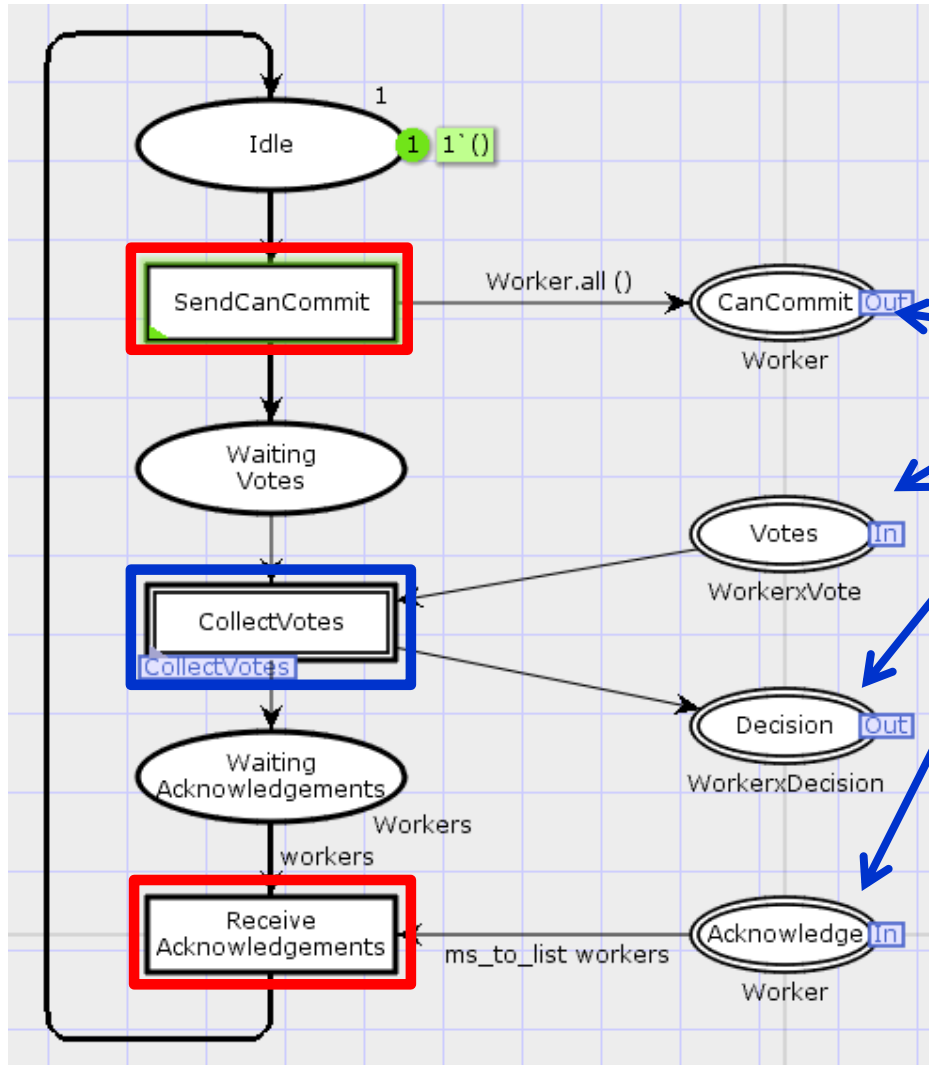 1
Idle
1
1`()
SendCanCommit
Worker.all ()
CanCommit
Out
Worker
Waiting
Votes
Votes
In
WorkerxVote
CollectVotes
CollectVotes
Decision
Out
WorkerxDecision
Waiting
Acknowledgements
Workers
workers
Receive
Acknowledgements
ms_to_list workers
Acknowledge
In
Worker